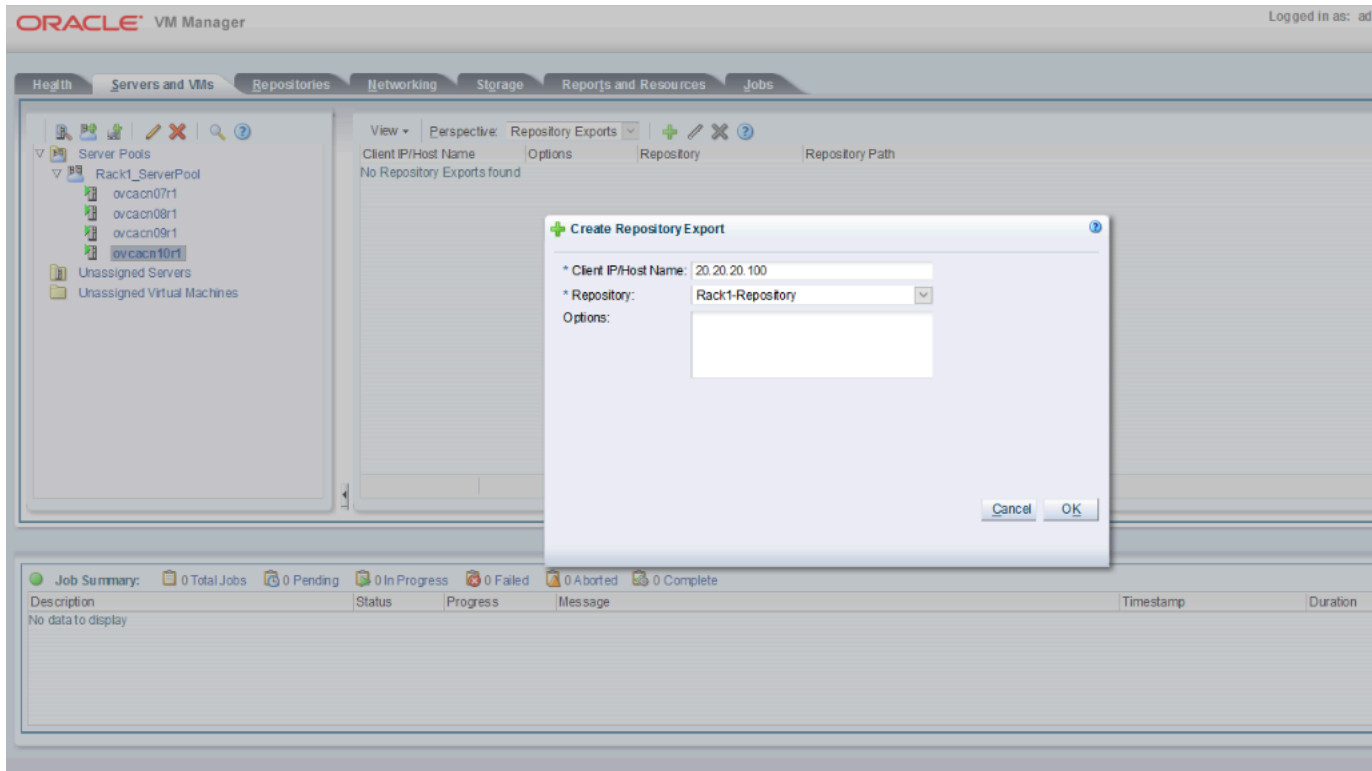 ORACLE VM Manager
Logged in as: ad
Health Servers and VMs Repositories Networking Storage Reports and Resources Jobs
View Perspective: Repository Exports
Server Pools
Rack1_ServerPool
ovcacn07r1
ovcacn08r1
ovcacn09r1
ovcacn10r1
Unassigned Servers
Unassigned Virtual Machines
Client IP/Host Name Options Repository Repository Path
No Repository Exports found
Create Repository Export
* Client IP/Host Name: 20.20.20.100
* Repository: Rack1-Repository
Options:
Cancel OK
Job Summary: 0 Total Jobs 0 Pending 0 In Progress 0 Failed 0 Aborted 0 Complete
Description Status Progress Message Timestamp Duration
No data to display